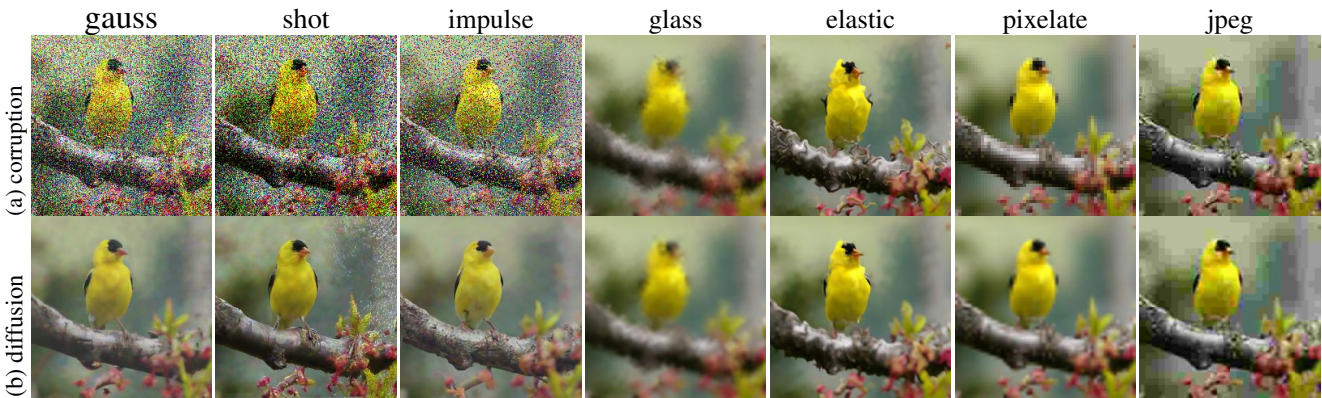 gauss shot impulse glass elastic pixelate jpeg
(a) corruption
(b) diffusion